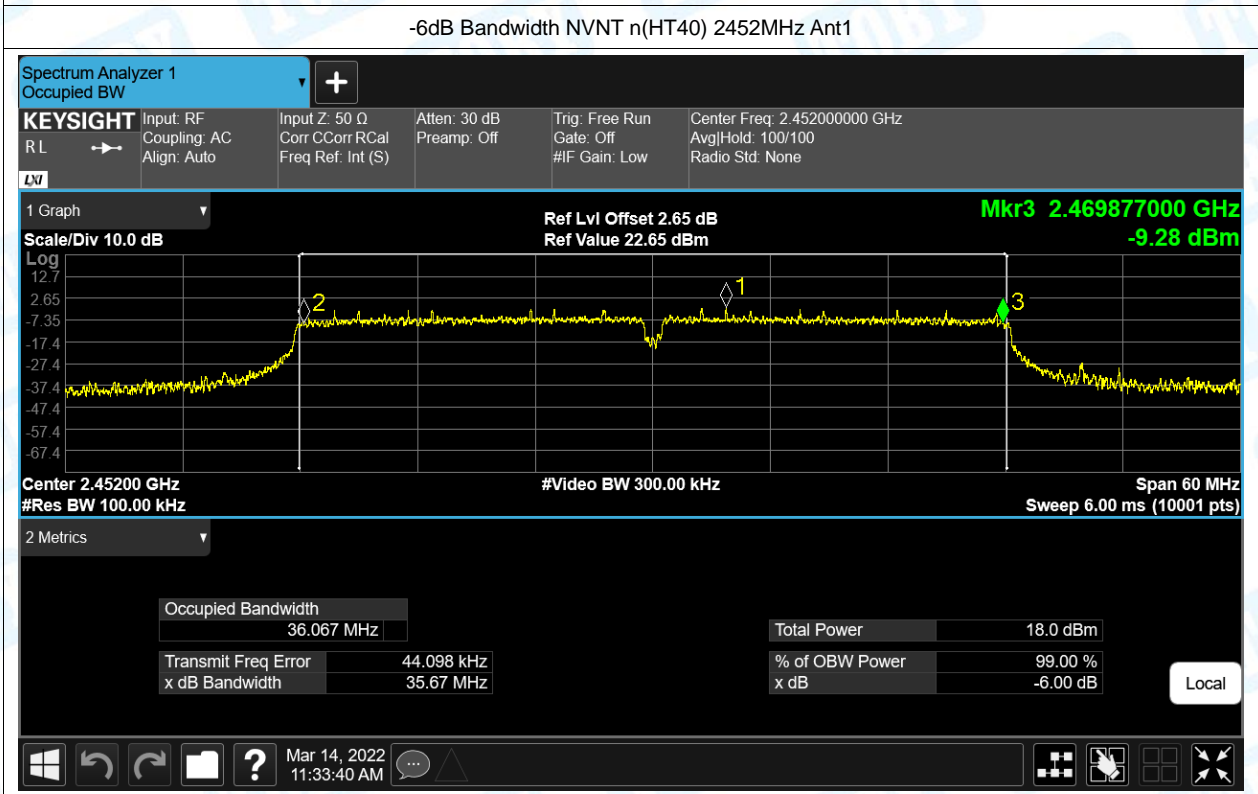 -6dB Bandwidth NVNT n(HT40) 2452MHz Ant1
Spectrum Analyzer 1
Occupied BW
KEYSIGHT
R L
LXI
Input: RF
Coupling: AC
Align: Auto
Input Z: 50 Ω
Corr CCorr RCal
Freq Ref: Int (S)
Atten: 30 dB
Preamp: Off
Trig: Free Run
Gate: Off
#IF Gain: Low
Center Freq: 2.452000000 GHz
Avg|Hold: 100/100
Radio Std: None
1 Graph
Scale/Div 10.0 dB
Ref Lvl Offset 2.65 dB
Ref Value 22.65 dBm
Mkr3 2.469877000 GHz
-9.28 dBm
Log
12.7
2.65
-7.35
-17.4
-27.4
-37.4
-47.4
-57.4
-67.4
2
1
3
Center 2.45200 GHz
#Video BW 300.00 kHz
Span 60 MHz
#Res BW 100.00 kHz
Sweep 6.00 ms (10001 pts)
2 Metrics
Occupied Bandwidth
36.067 MHz
Total Power 18.0 dBm
Transmit Freq Error 44.098 kHz
% of OBW Power 99.00 %
x dB Bandwidth 35.67 MHz
x dB -6.00 dB
Local
?
Mar 14, 2022
11:33:40 AM